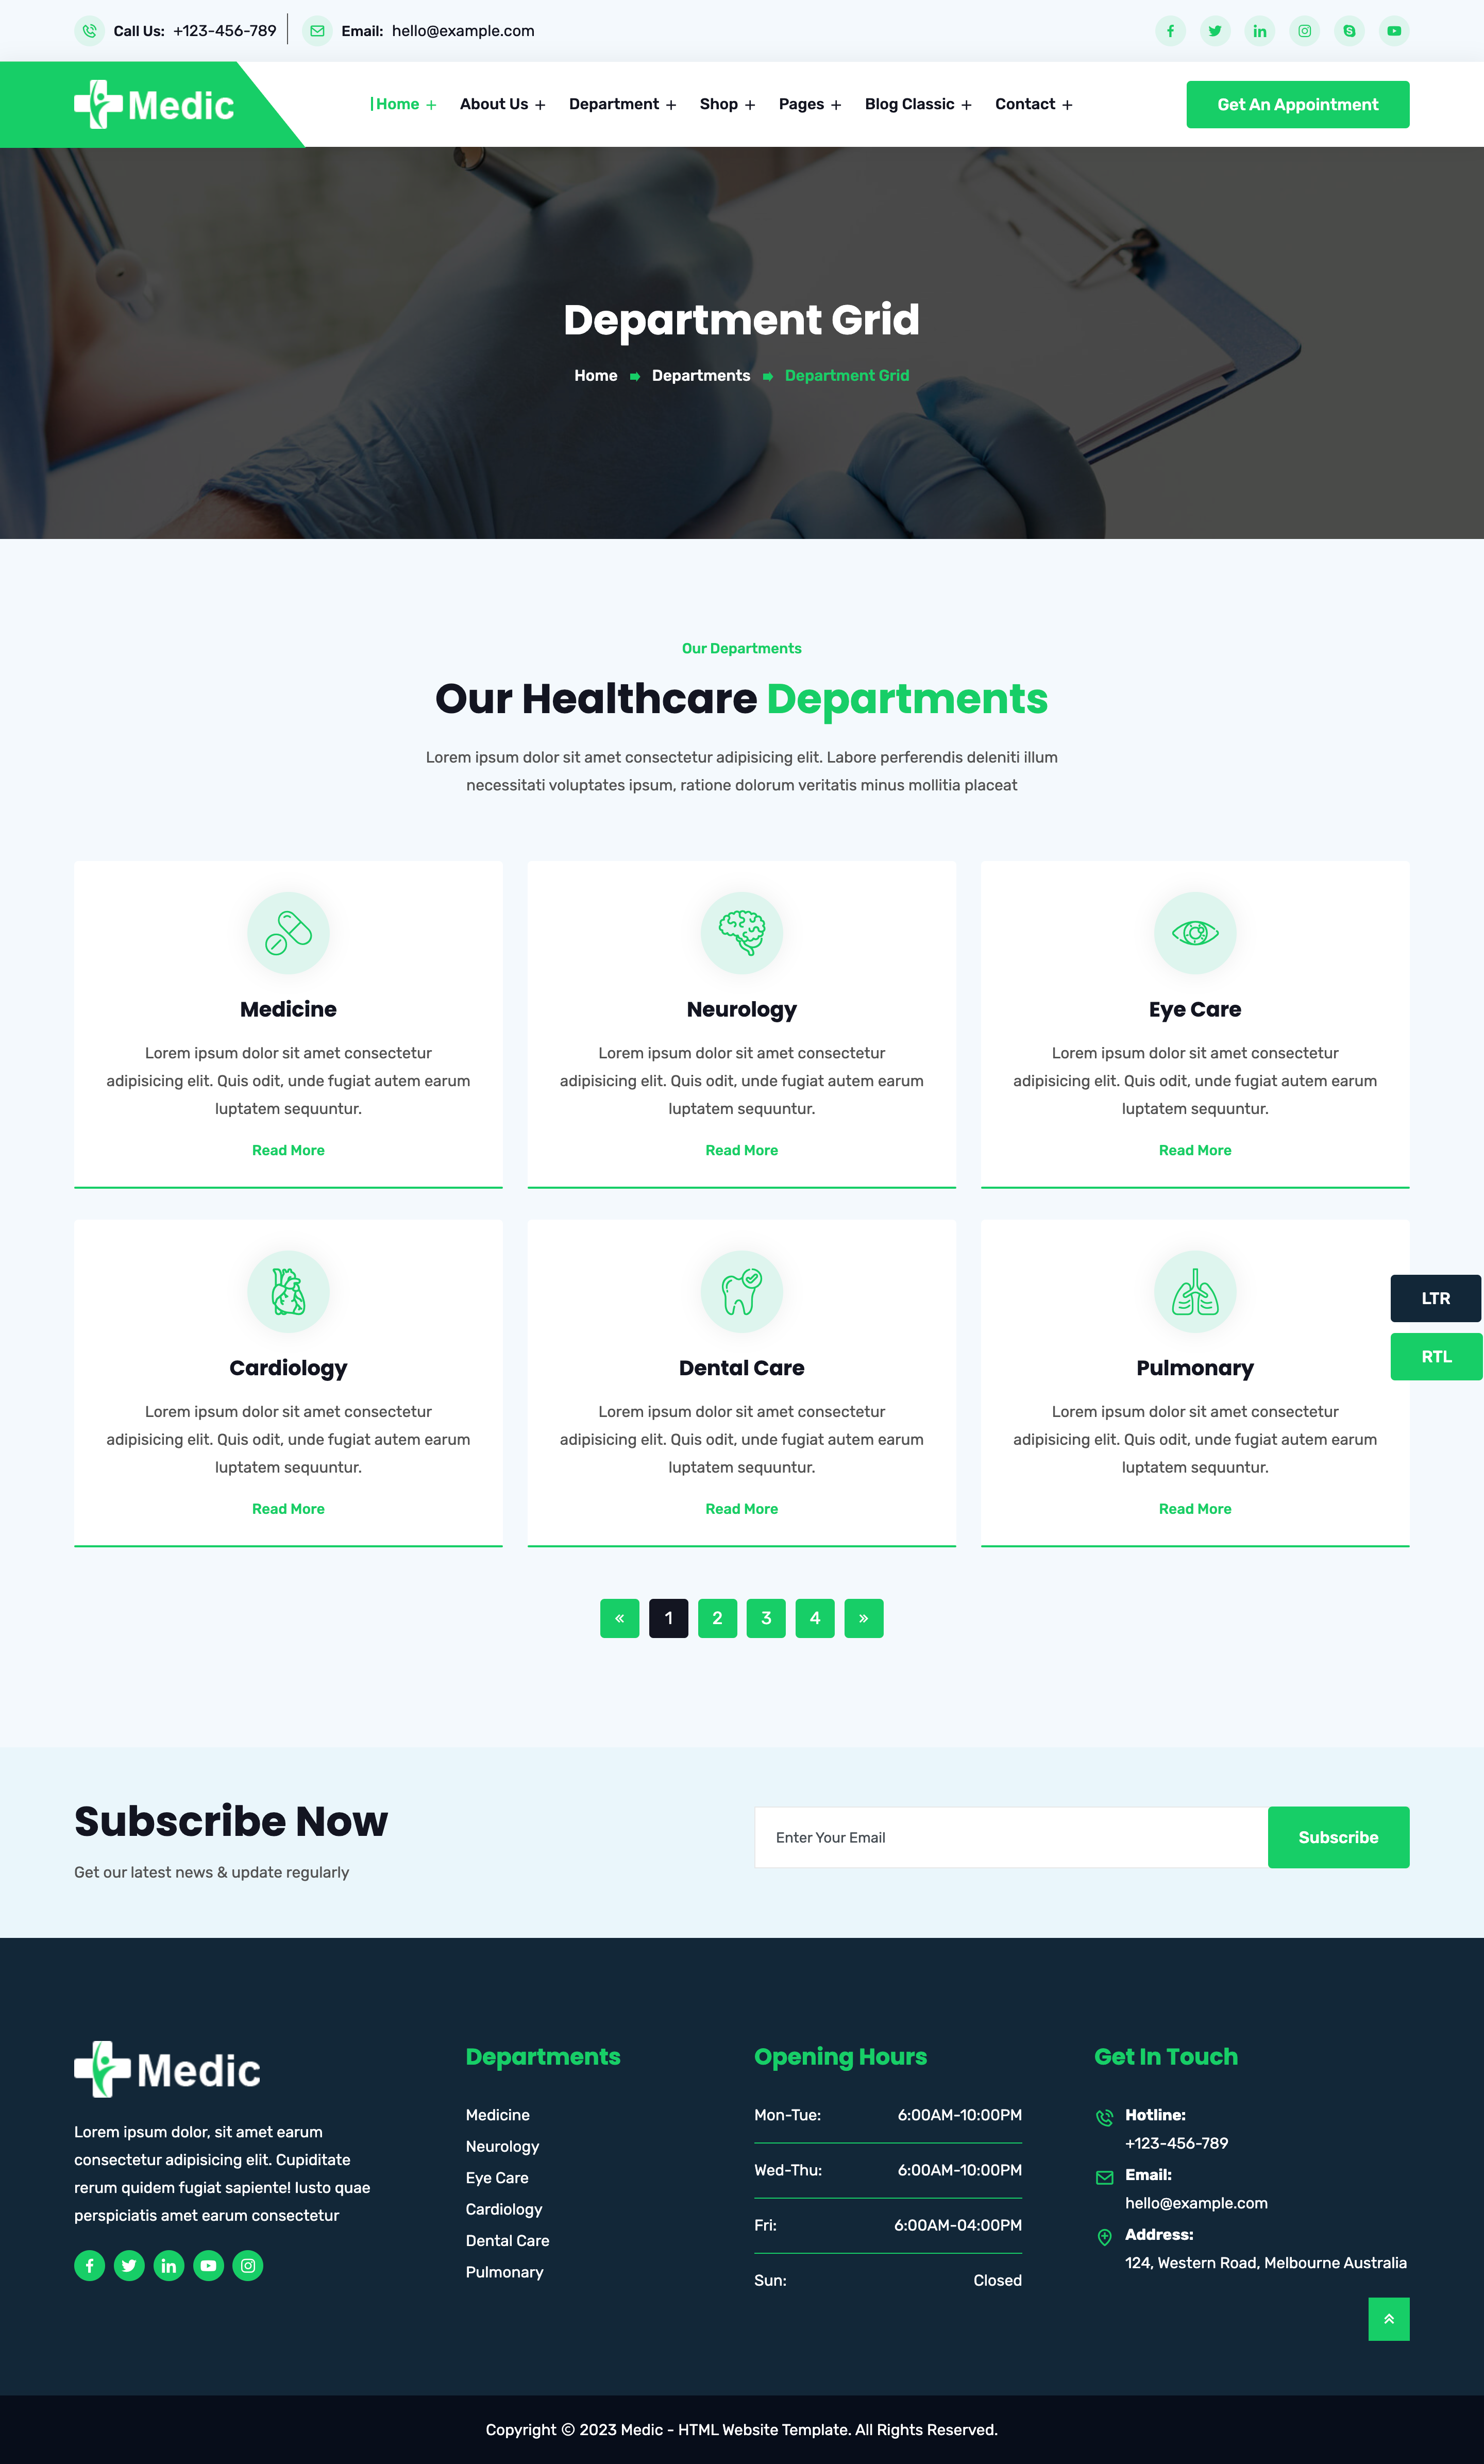 Call Us: +123-456-789
Email: hello@example.com
Medic
Home +
About Us +
Department +
Shop +
Pages +
Blog Classic +
Contact +
Get An Appointment
Department Grid
Home Departments Department Grid
Our Departments
Our Healthcare Departments
Lorem ipsum dolor sit amet consectetur adipisicing elit. Labore perferendis deleniti illum
necessitati voluptates ipsum, ratione dolorum veritatis minus mollitia placeat
Medicine
Lorem ipsum dolor sit amet consectetur
adipisicing elit. Quis odit, unde fugiat autem earum
luptatem sequuntur.
Read More
Neurology
Lorem ipsum dolor sit amet consectetur
adipisicing elit. Quis odit, unde fugiat autem earum
luptatem sequuntur.
Read More
Eye Care
Lorem ipsum dolor sit amet consectetur
adipisicing elit. Quis odit, unde fugiat autem earum
luptatem sequuntur.
Read More
Cardiology
Lorem ipsum dolor sit amet consectetur
adipisicing elit. Quis odit, unde fugiat autem earum
luptatem sequuntur.
Read More
Dental Care
Lorem ipsum dolor sit amet consectetur
adipisicing elit. Quis odit, unde fugiat autem earum
luptatem sequuntur.
Read More
Pulmonary
Lorem ipsum dolor sit amet consectetur
adipisicing elit. Quis odit, unde fugiat autem earum
luptatem sequuntur.
Read More
LTR
RTL
« 1 2 3 4 »
Subscribe Now
Get our latest news & update regularly
Enter Your Email
Subscribe
Medic
Lorem ipsum dolor, sit amet earum
consectetur adipisicing elit. Cupiditate
rerum quidem fugiat sapiente! Iusto quae
perspiciatis amet earum consectetur
Departments
Medicine
Neurology
Eye Care
Cardiology
Dental Care
Pulmonary
Opening Hours
Mon-Tue: 6:00AM-10:00PM
Wed-Thu: 6:00AM-10:00PM
Fri: 6:00AM-04:00PM
Sun: Closed
Get In Touch
Hotline:
+123-456-789
Email:
hello@example.com
Address:
124, Western Road, Melbourne Australia
Copyright © 2023 Medic - HTML Website Template. All Rights Reserved.